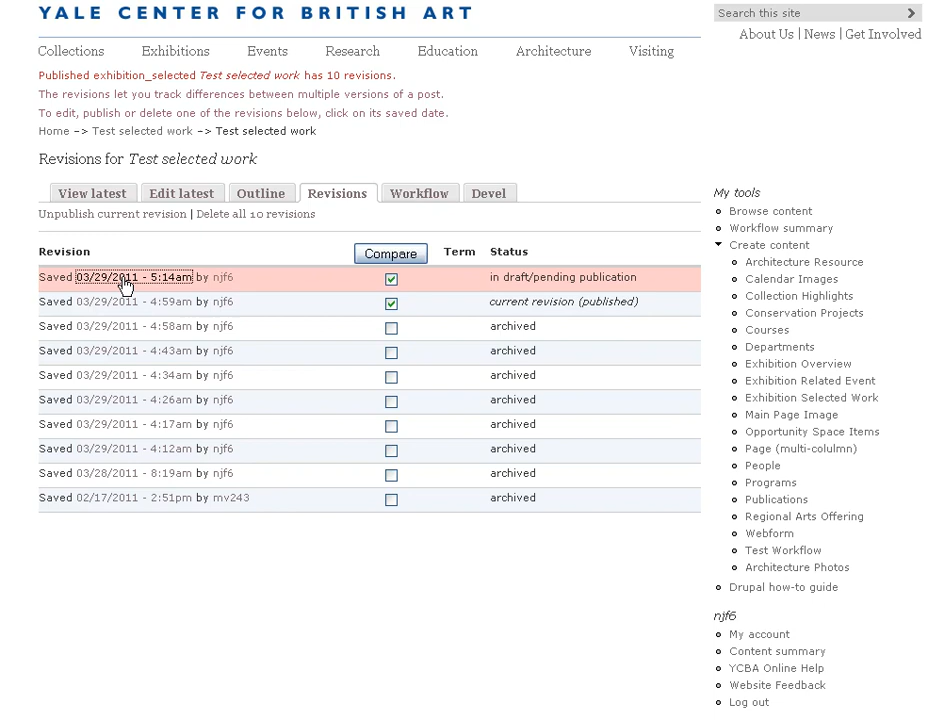 YALE CENTER FOR BRITISH ART
Search this site
About Us | News | Get Involved
Collections Exhibitions Events Research Education Architecture Visiting
Published exhibition_selected Test selected work has 10 revisions.
The revisions let you track differences between multiple versions of a post.
To edit, publish or delete one of the revisions below, click on its saved date.
Home -> Test selected work -> Test selected work
Revisions for Test selected work
View latest Edit latest Outline Revisions Workflow Devel
Unpublish current revision | Delete all 10 revisions
Revision Compare Term Status
Saved 03/29/2011 - 5:14am by njf6 in draft/pending publication
Saved 03/29/2011 - 4:59am by njf6 current revision (published)
Saved 03/29/2011 - 4:58am by njf6 archived
Saved 03/29/2011 - 4:43am by njf6 archived
Saved 03/29/2011 - 4:34am by njf6 archived
Saved 03/29/2011 - 4:26am by njf6 archived
Saved 03/29/2011 - 4:17am by njf6 archived
Saved 03/29/2011 - 4:12am by njf6 archived
Saved 03/28/2011 - 8:19am by njf6 archived
Saved 02/17/2011 - 2:51pm by mv243 archived
My tools
Browse content
Workflow summary
Create content
Architecture Resource
Calendar Images
Collection Highlights
Conservation Projects
Courses
Departments
Exhibition Overview
Exhibition Related Event
Exhibition Selected Work
Main Page Image
Opportunity Space Items
Page (multi-colulmn)
People
Programs
Publications
Regional Arts Offering
Webform
Test Workflow
Architecture Photos
Drupal how-to guide
njf6
My account
Content summary
YCBA Online Help
Website Feedback
Log out